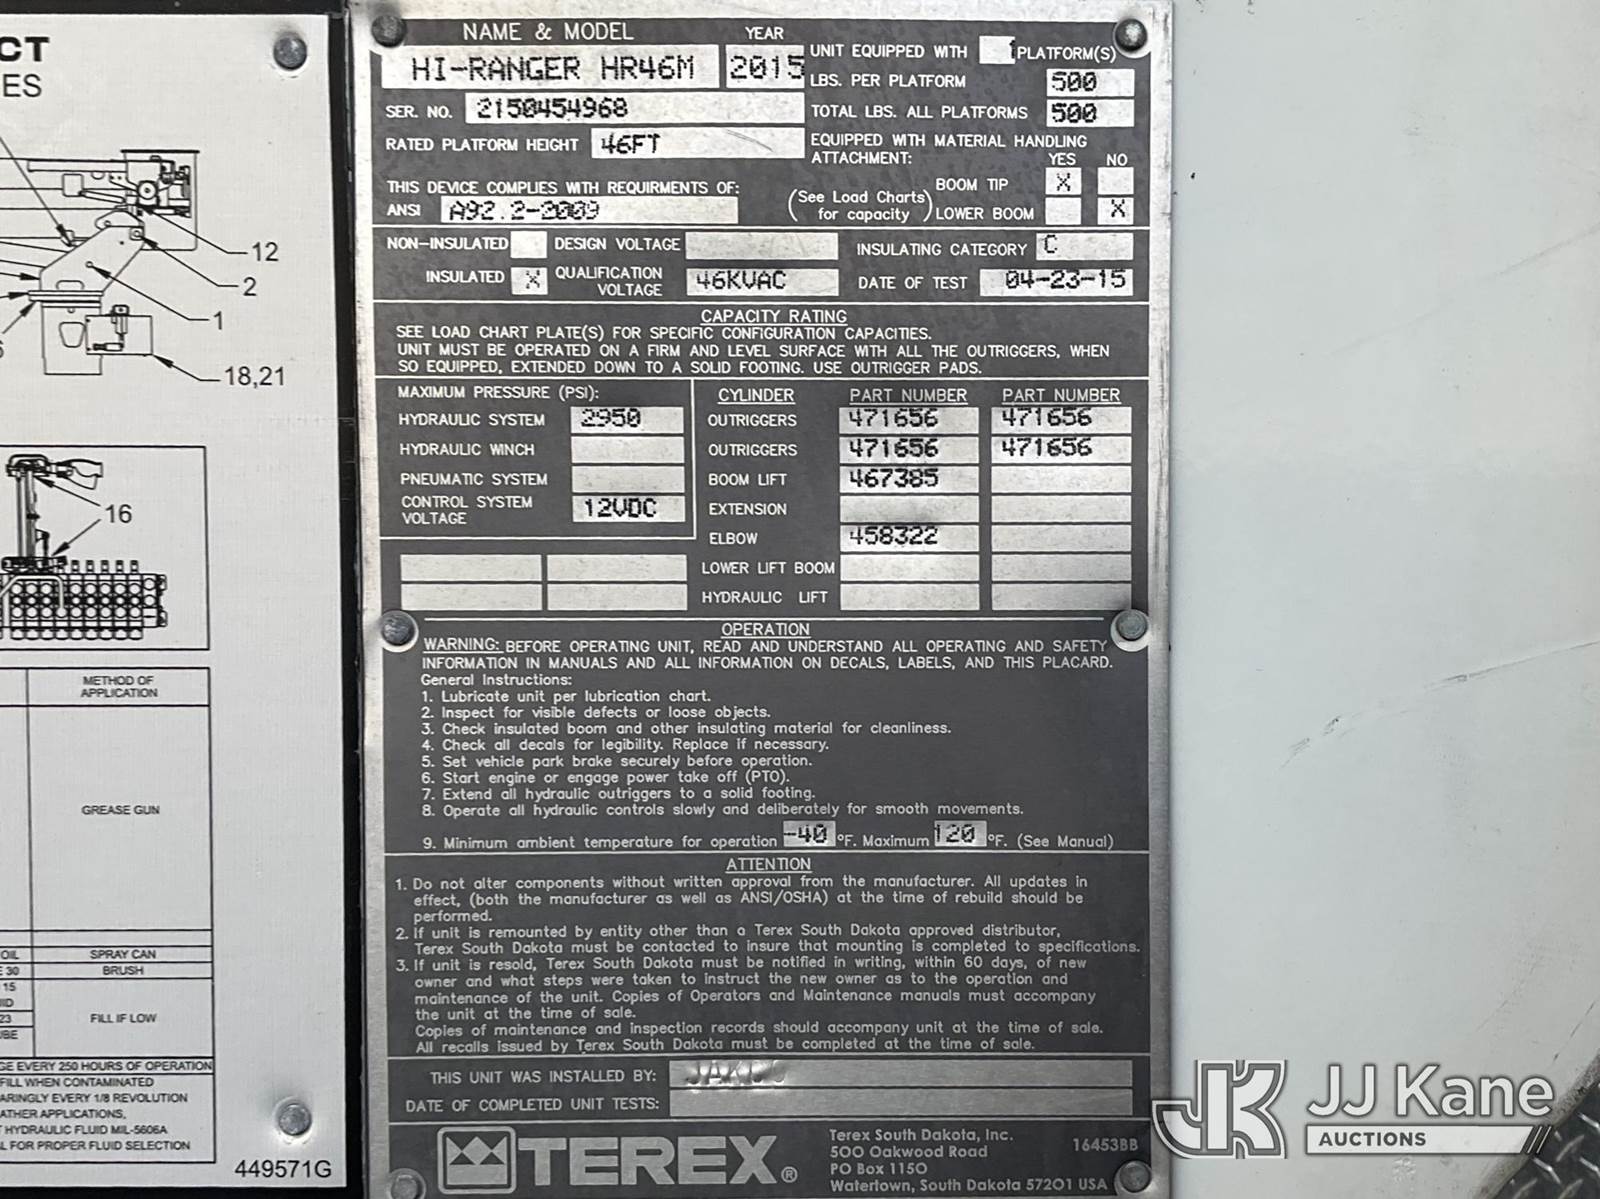 CT
ES
12
2
1
18,21
16
METHOD OF
APPLICATION
GREASE GUN
OIL SPRAY CAN
E 30 BRUSH
15
23 FILL IF LOW
GE EVERY 250 HOURS OF OPERATION
FILL WHEN CONTAMINATED
ARINGLY EVERY 1/8 REVOLUTION
ATHER APPLICATIONS,
T HYDRAULIC FLUID MIL-5606A
L FOR PROPER FLUID SELECTION
449571G
NAME & MODEL YEAR
HI-RANGER HR46M 2015
UNIT EQUIPPED WITH 1 PLATFORM(S)
LBS. PER PLATFORM 500
SER. NO. 2150454968
TOTAL LBS. ALL PLATFORMS 500
RATED PLATFORM HEIGHT 46FT
EQUIPPED WITH MATERIAL HANDLING
ATTACHMENT: YES NO
THIS DEVICE COMPLIES WITH REQUIRMENTS OF:
ANSI A92.2-2009
(See Load Charts
for capacity)
BOOM TIP X
LOWER BOOM X
NON-INSULATED DESIGN VOLTAGE INSULATING CATEGORY C
INSULATED X QUALIFICATION
VOLTAGE 46KVAC DATE OF TEST 04-23-15
CAPACITY RATING
SEE LOAD CHART PLATE(S) FOR SPECIFIC CONFIGURATION CAPACITIES.
UNIT MUST BE OPERATED ON A FIRM AND LEVEL SURFACE WITH ALL THE OUTRIGGERS, WHEN
SO EQUIPPED, EXTENDED DOWN TO A SOLID FOOTING. USE OUTRIGGER PADS.
MAXIMUM PRESSURE (PSI):
HYDRAULIC SYSTEM 2950
HYDRAULIC WINCH
PNEUMATIC SYSTEM
CONTROL SYSTEM
VOLTAGE 12VDC
CYLINDER PART NUMBER PART NUMBER
OUTRIGGERS 471656 471656
OUTRIGGERS 471656 471656
BOOM LIFT 467385
EXTENSION
ELBOW 458322
LOWER LIFT BOOM
HYDRAULIC LIFT
OPERATION
WARNING: BEFORE OPERATING UNIT, READ AND UNDERSTAND ALL OPERATING AND SAFETY
INFORMATION IN MANUALS AND ALL INFORMATION ON DECALS, LABELS, AND THIS PLACARD.
General Instructions:
1. Lubricate unit per lubrication chart.
2. Inspect for visible defects or loose objects.
3. Check insulated boom and other insulating material for cleanliness.
4. Check all decals for legibility. Replace if necessary.
5. Set vehicle park brake securely before operation.
6. Start engine or engage power take off (PTO).
7. Extend all hydraulic outriggers to a solid footing.
8. Operate all hydraulic controls slowly and deliberately for smooth movements.
9. Minimum ambient temperature for operation -40 °F. Maximum 120 °F. (See Manual)
ATTENTION
1. Do not alter components without written approval from the manufacturer. All updates in
effect, (both the manufacturer as well as ANSI/OSHA) at the time of rebuild should be
performed.
2. If unit is remounted by entity other than a Terex South Dakota approved distributor,
Terex South Dakota must be contacted to insure that mounting is completed to specifications.
3. If unit is resold, Terex South Dakota must be notified in writing, within 60 days, of new
owner and what steps were taken to instruct the new owner as to the operation and
maintenance of the unit. Copies of Operators and Maintenance manuals must accompany
the unit at the time of sale.
Copies of maintenance and inspection records should accompany unit at the time of sale.
All recalls issued by Terex South Dakota must be completed at the time of sale.
THIS UNIT WAS INSTALLED BY:
DATE OF COMPLETED UNIT TESTS:
TEREX®
Terex South Dakota, Inc.
500 Oakwood Road
PO Box 1150
Watertown, South Dakota 57201 USA
16453BB
JK JJ Kane
AUCTIONS